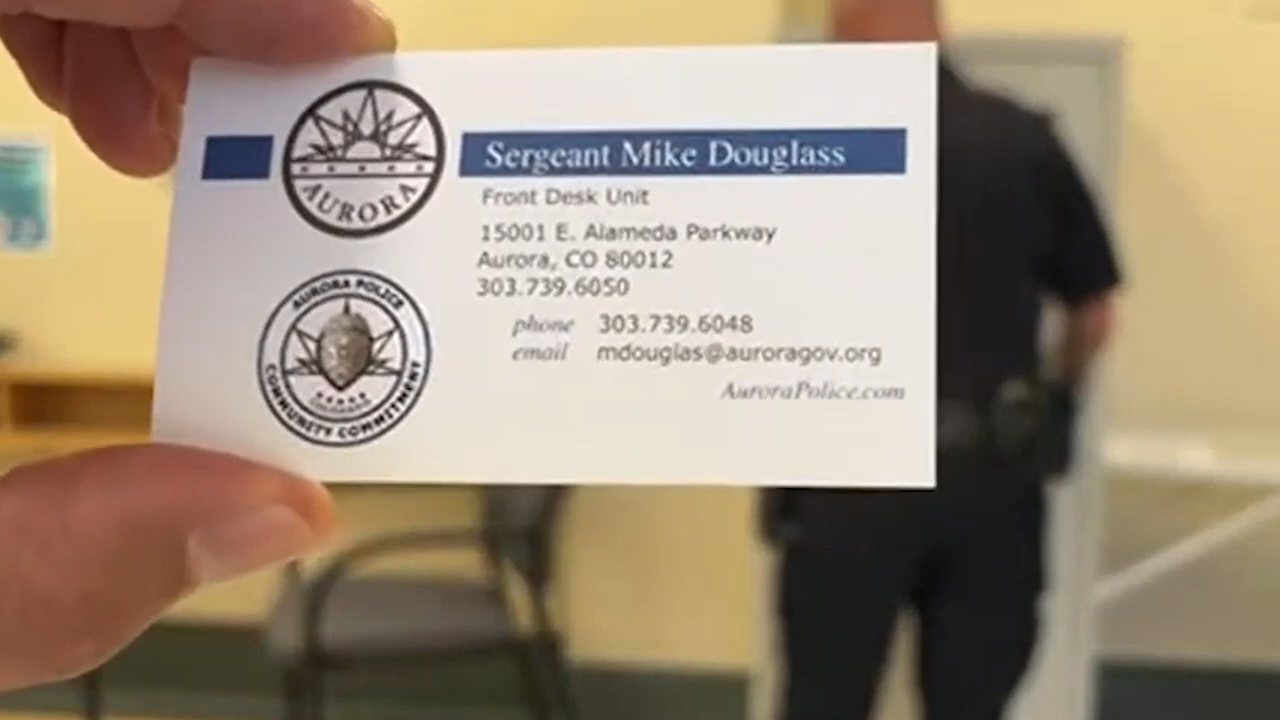 AURORA
Sergeant Mike Douglass
Front Desk Unit
15001 E. Alameda Parkway
Aurora, CO 80012
303.739.6050
phone 303.739.6048
email mdouglas@auroragov.org
AuroraPolice.com
AURORA POLICE
COMMUNITY COMMITMENT